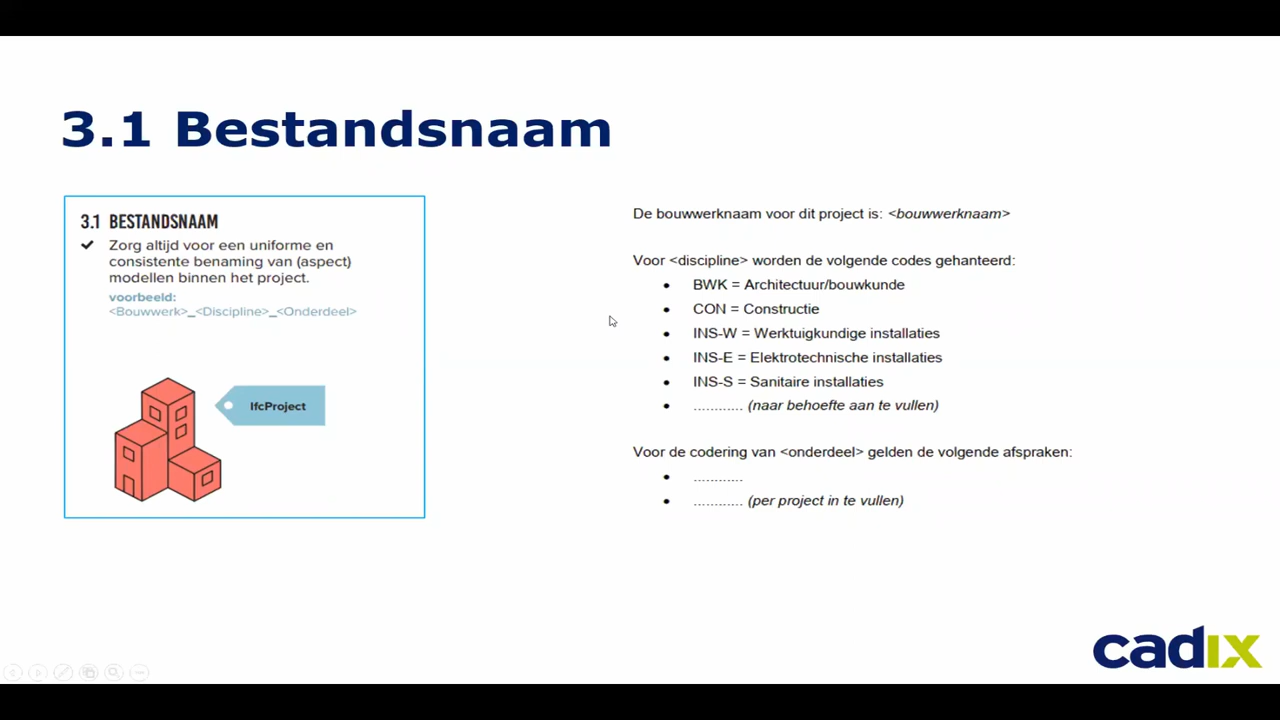 3.1 Bestandsnaam
3.1 BESTANDSNAAM
Zorg altijd voor een uniforme en
consistente benaming van (aspect)
modellen binnen het project.
voorbeeld:
<Bouwwerk>_<Discipline>_<Onderdeel>
IfcProject
De bouwwerknaam voor dit project is: <bouwwerknaam>
Voor <discipline> worden de volgende codes gehanteerd:
• BWK = Architectuur/bouwkunde
• CON = Constructie
• INS-W = Werktuigkundige installaties
• INS-E = Elektrotechnische installaties
• INS-S = Sanitaire installaties
• ............ (naar behoefte aan te vullen)
Voor de codering van <onderdeel> gelden de volgende afspraken:
• ............
• ............ (per project in te vullen)
cadix